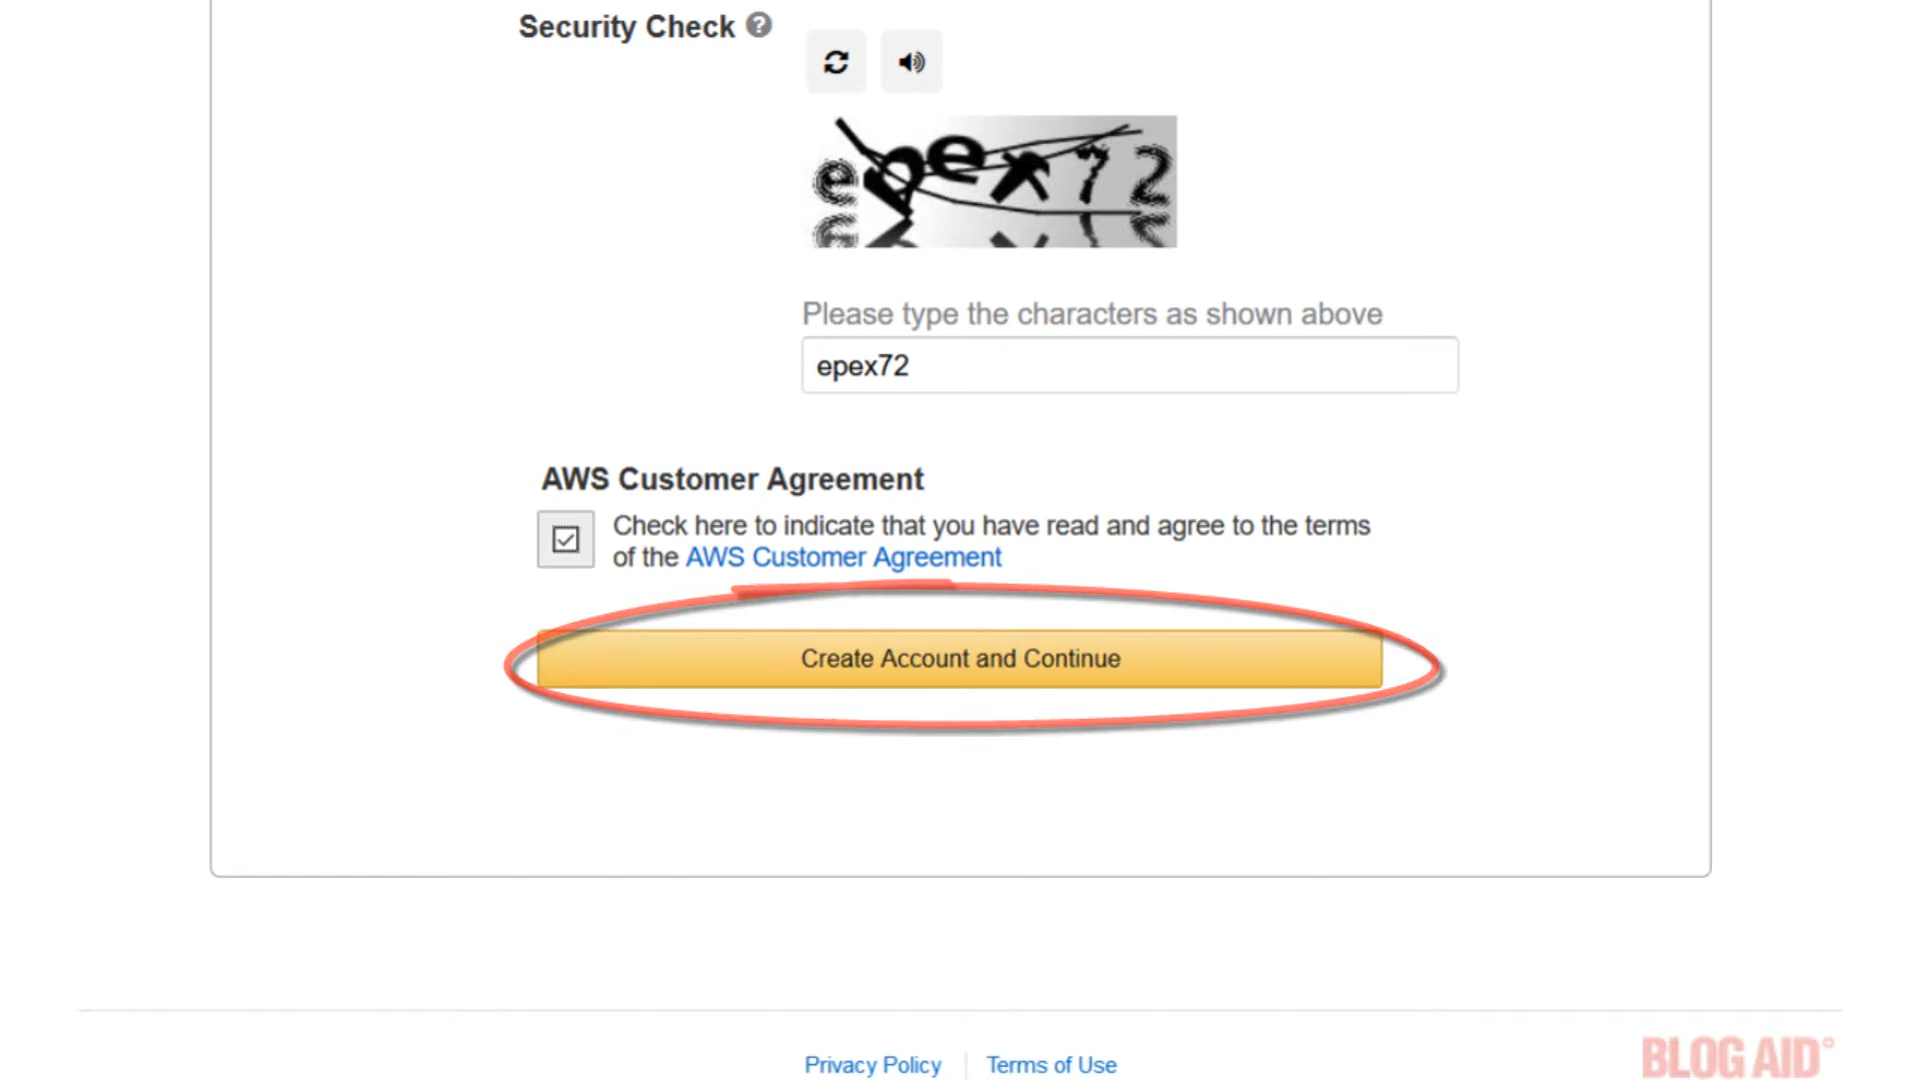 Security Check ?
epex72
Please type the characters as shown above
epex72
AWS Customer Agreement
Check here to indicate that you have read and agree to the terms
of the AWS Customer Agreement
Create Account and Continue
Privacy Policy | Terms of Use
BLOG AID